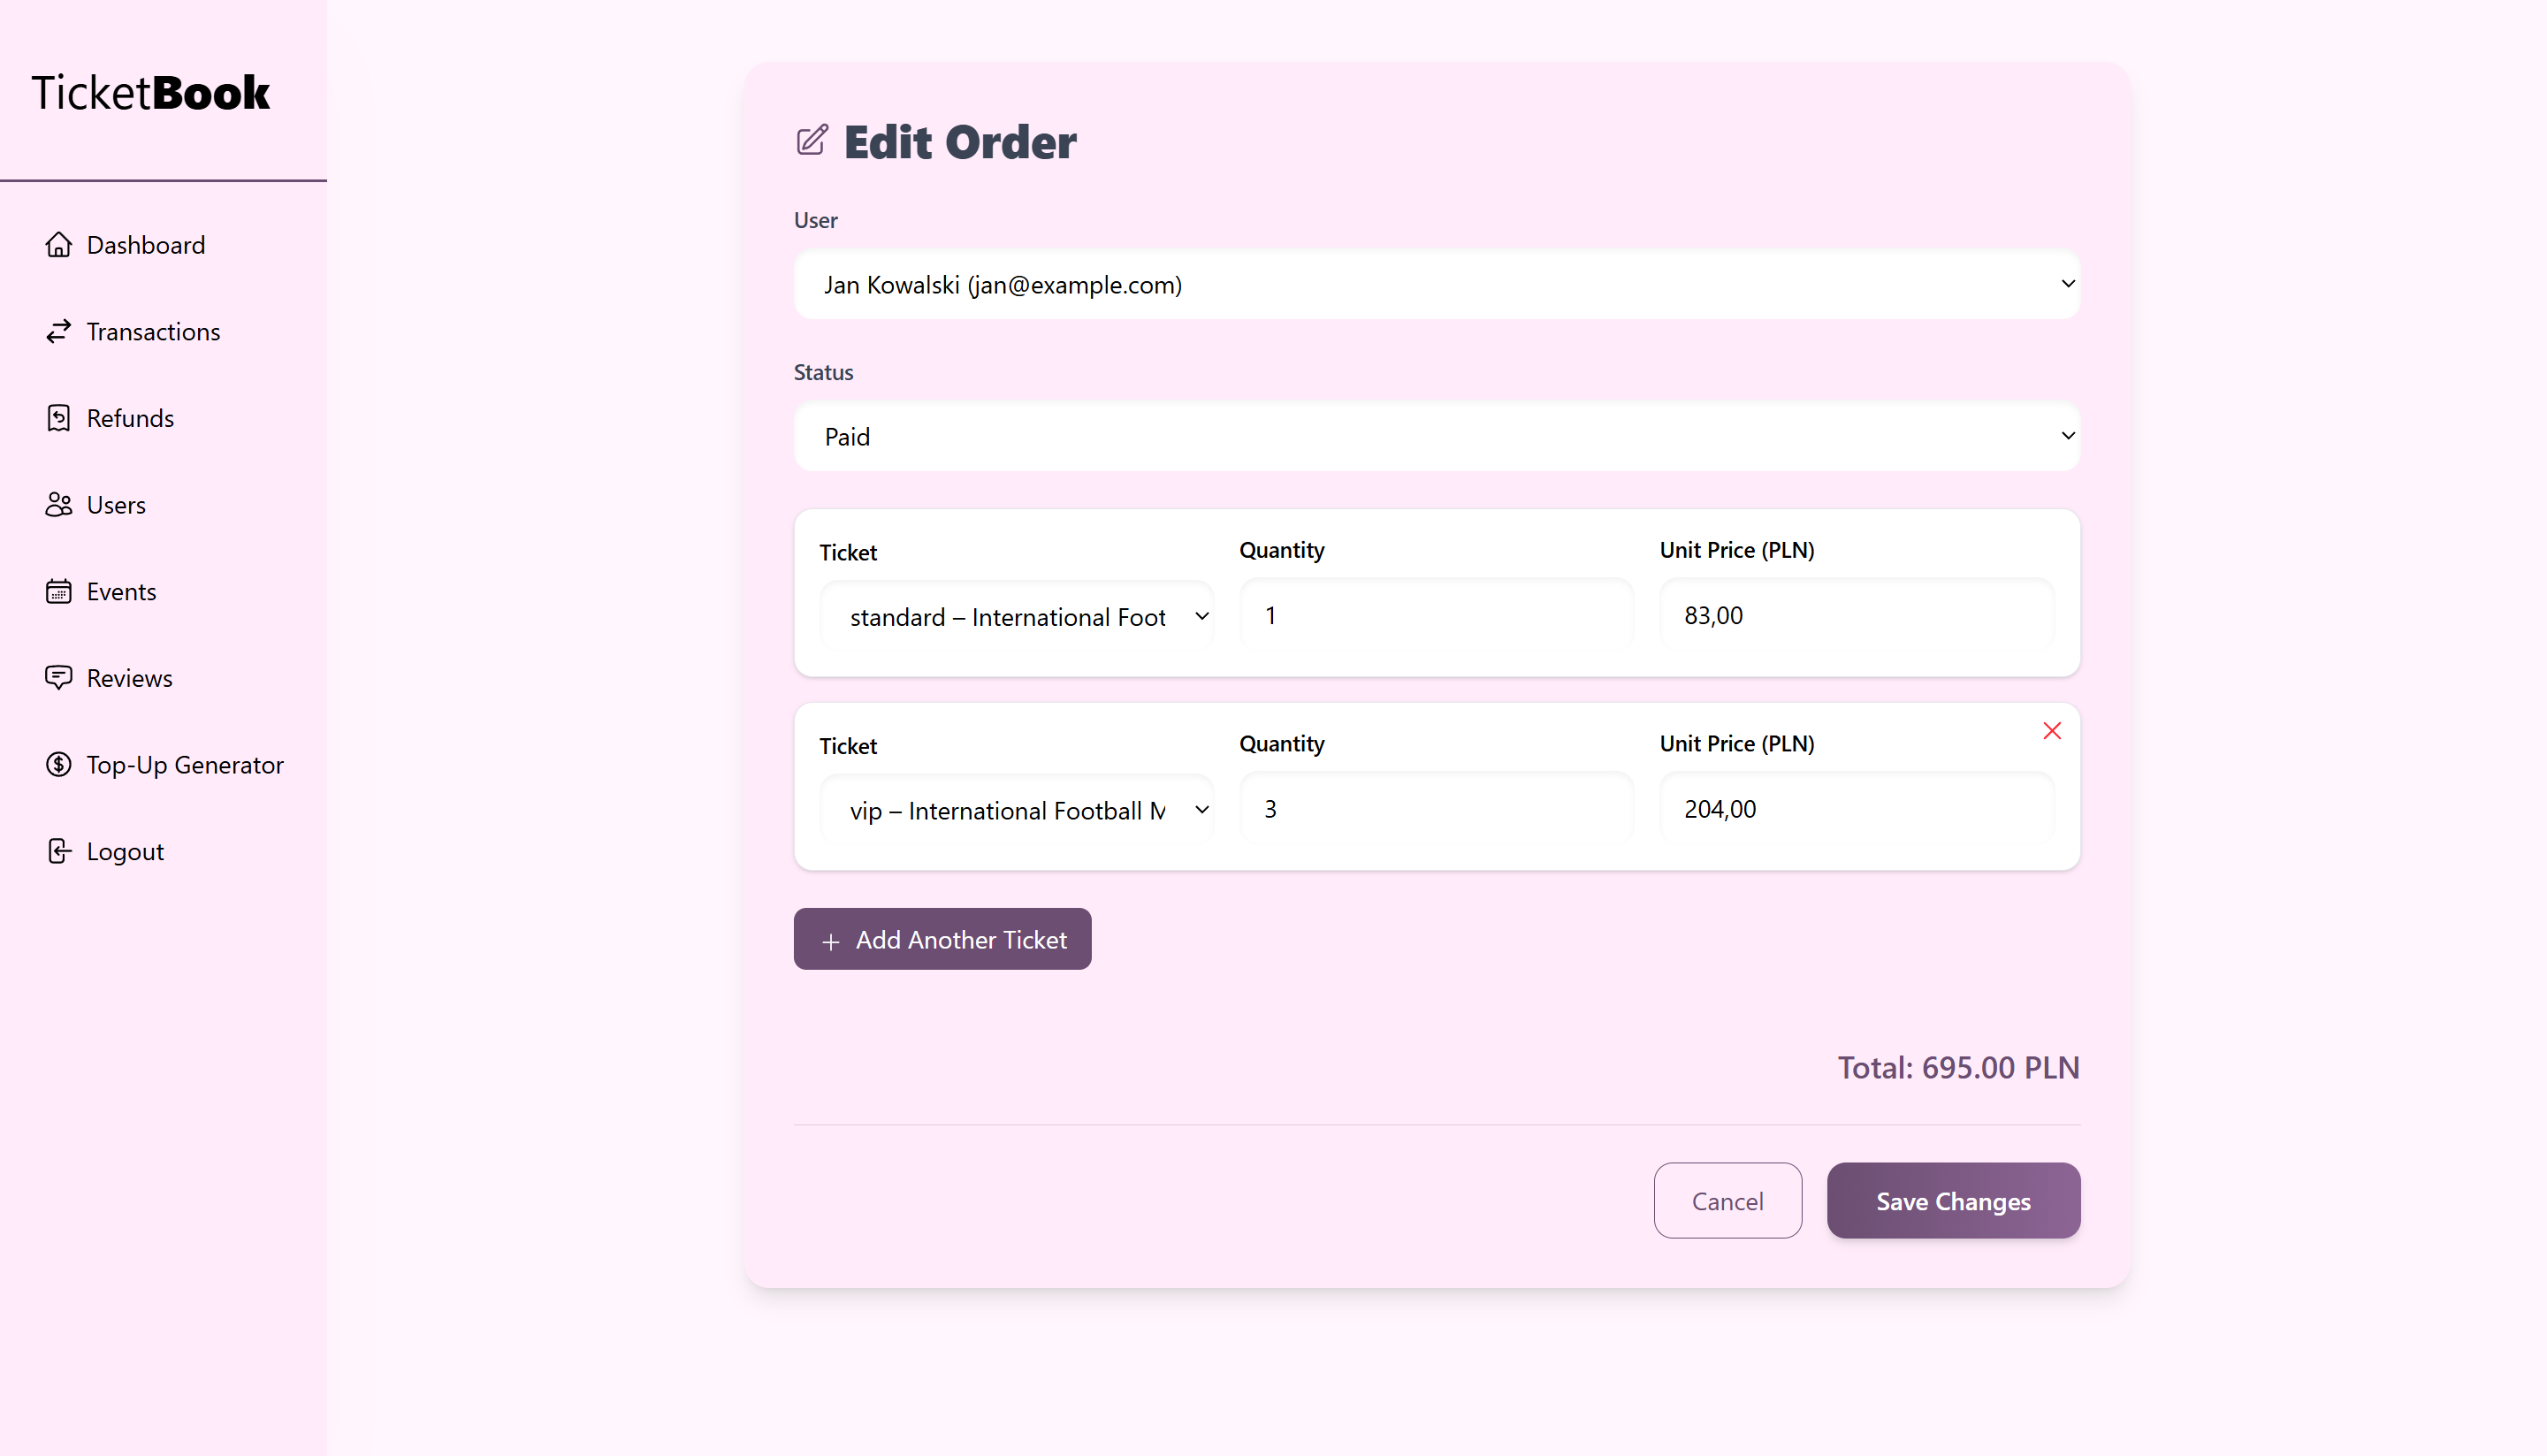 TicketBook
Dashboard
Transactions
Refunds
Users
Events
Reviews
Top-Up Generator
Logout
Edit Order
User
Jan Kowalski (jan@example.com)
Status
Paid
Ticket Quantity Unit Price (PLN)
standard – International Foot 1 83,00
Ticket Quantity Unit Price (PLN)
vip – International Football M 3 204,00
+ Add Another Ticket
Total: 695.00 PLN
Cancel Save Changes